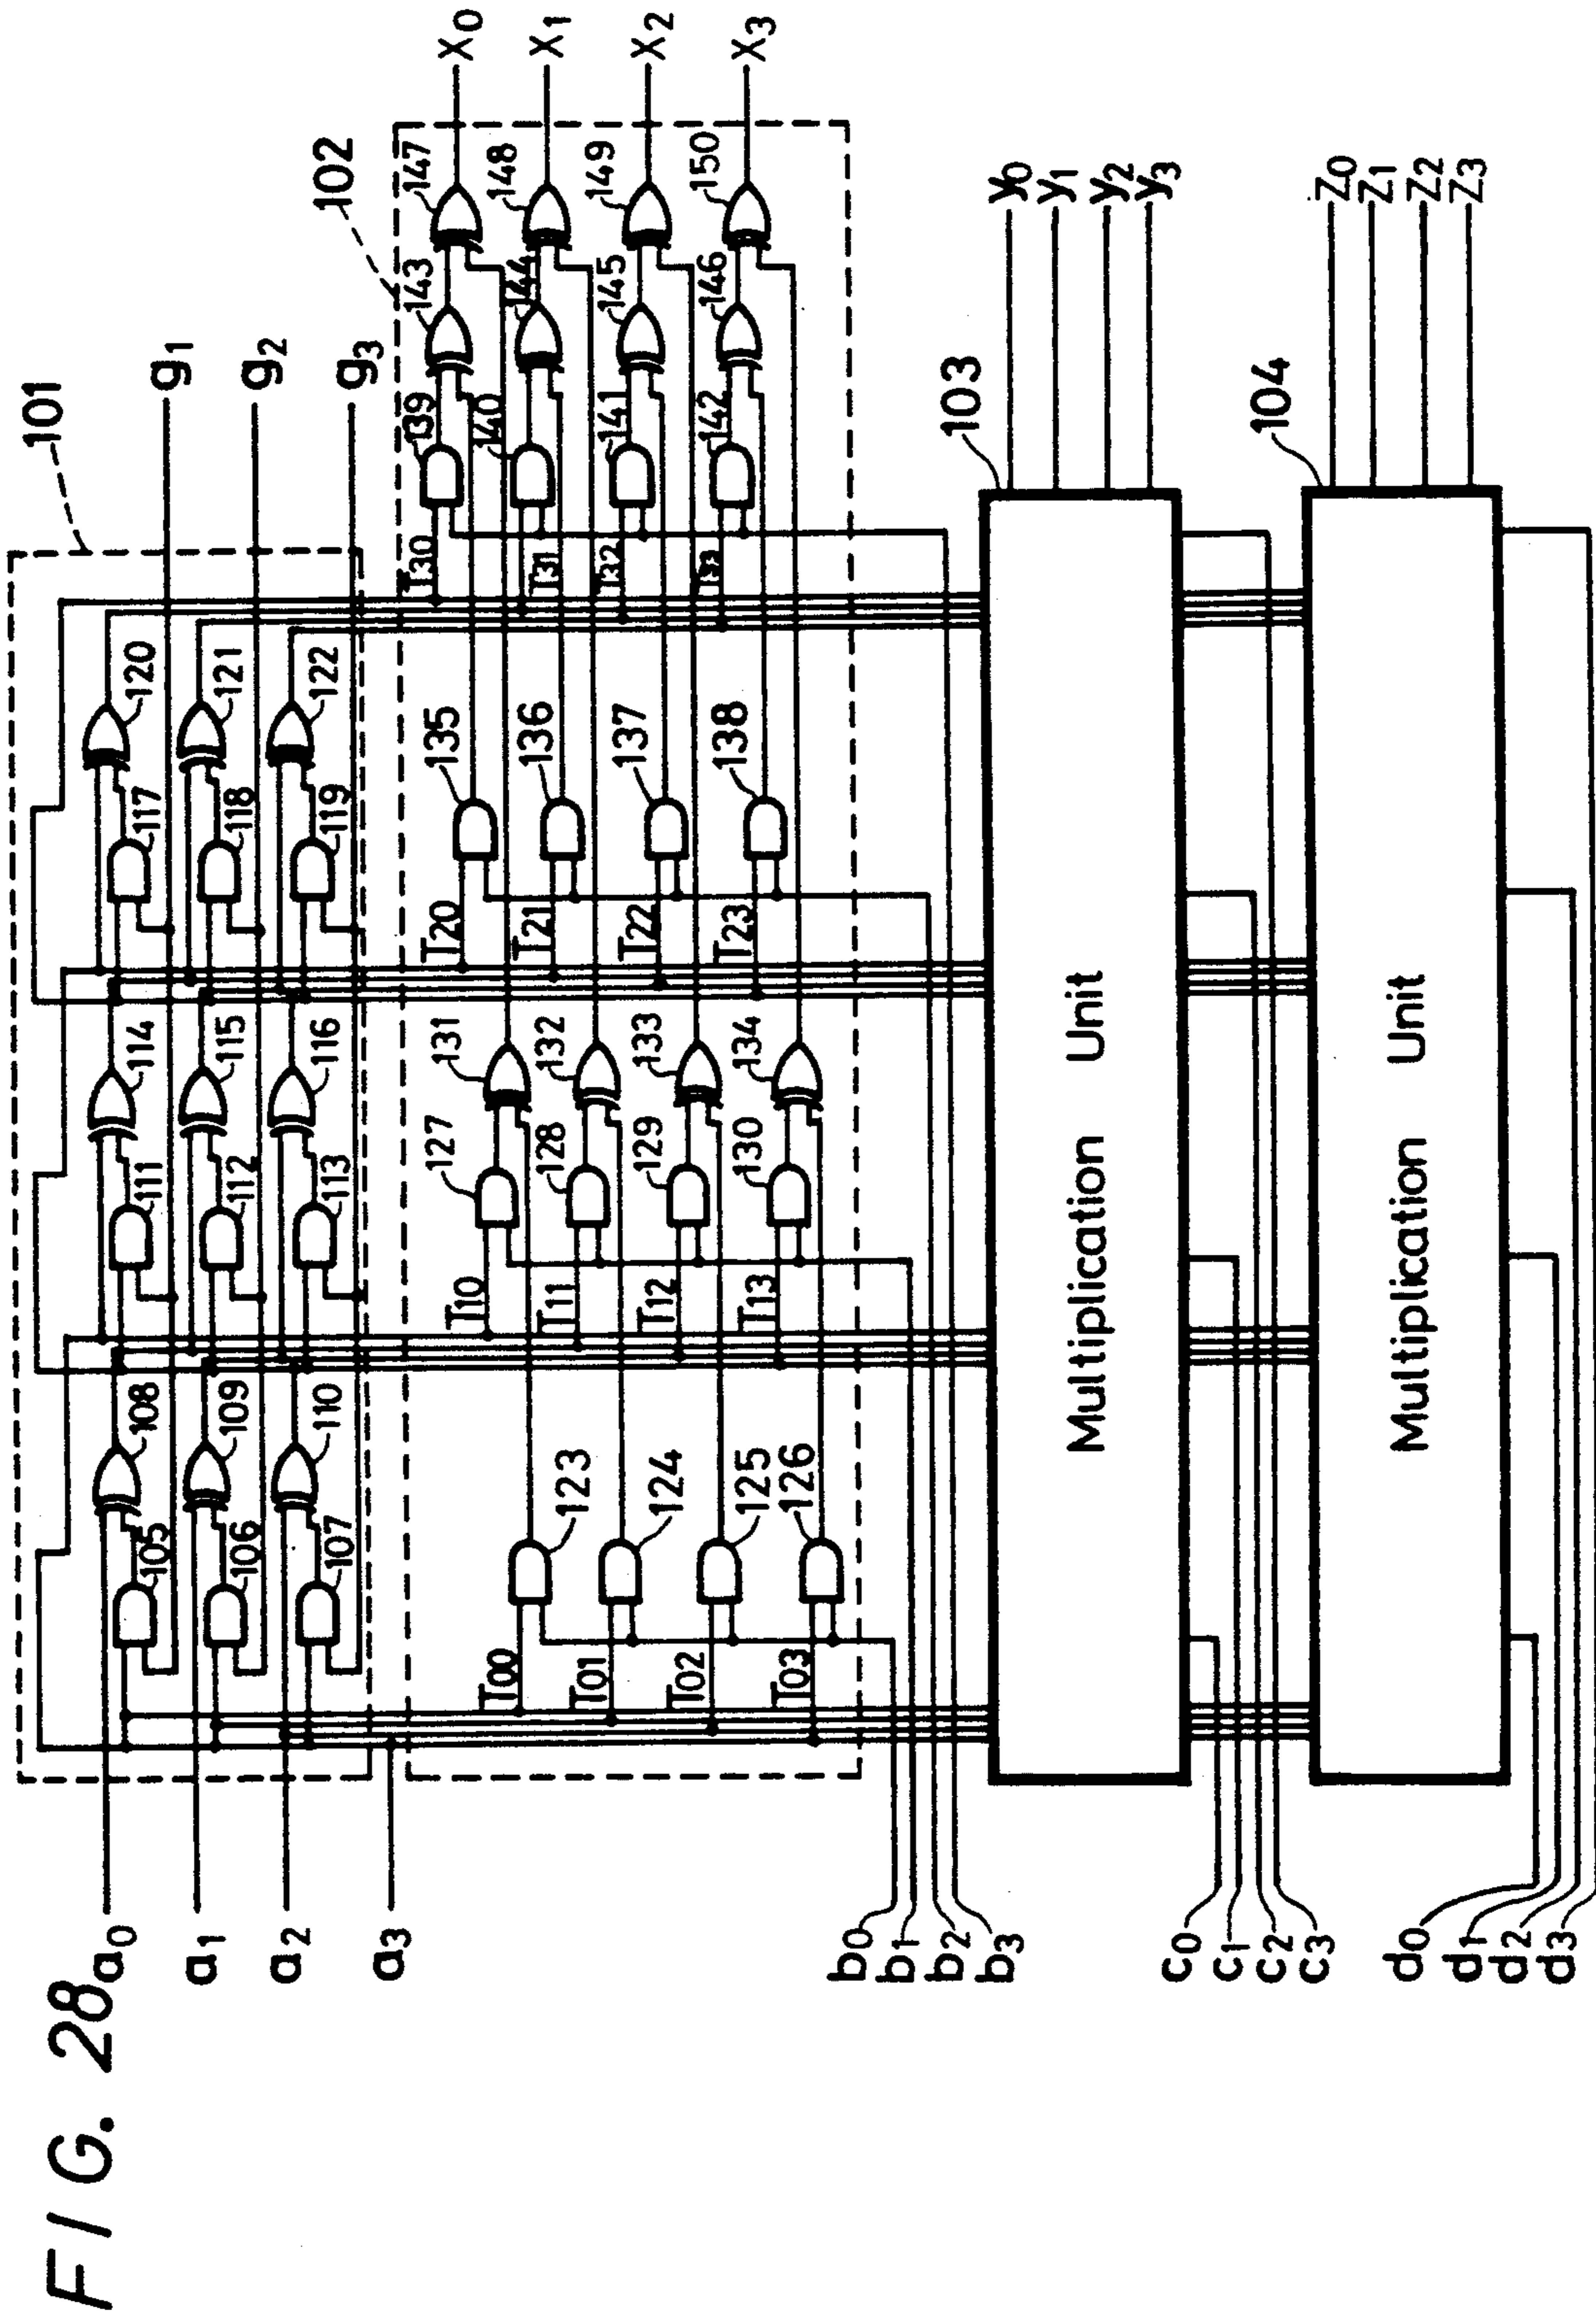 FIG. 28
101
102
a0
a1
a2
a3
g1
g2
g3
105
106
107
108
109
110
111
112
113
114
115
116
117
118
119
120
121
122
T00
T01
T02
T03
123
124
125
126
T10
T11
T12
T13
127
128
129
130
131
132
133
134
T20
T21
T22
T23
135
136
137
138
T30
T31
T32
T33
139
140
141
142
143
144
145
146
147
148
149
150
X0
X1
X2
X3
b0
b1
b2
b3
103
Multiplication Unit
y0
y1
y2
y3
c0
c1
c2
c3
104
Multiplication Unit
Z0
Z1
Z2
Z3
d0
d1
d2
d3